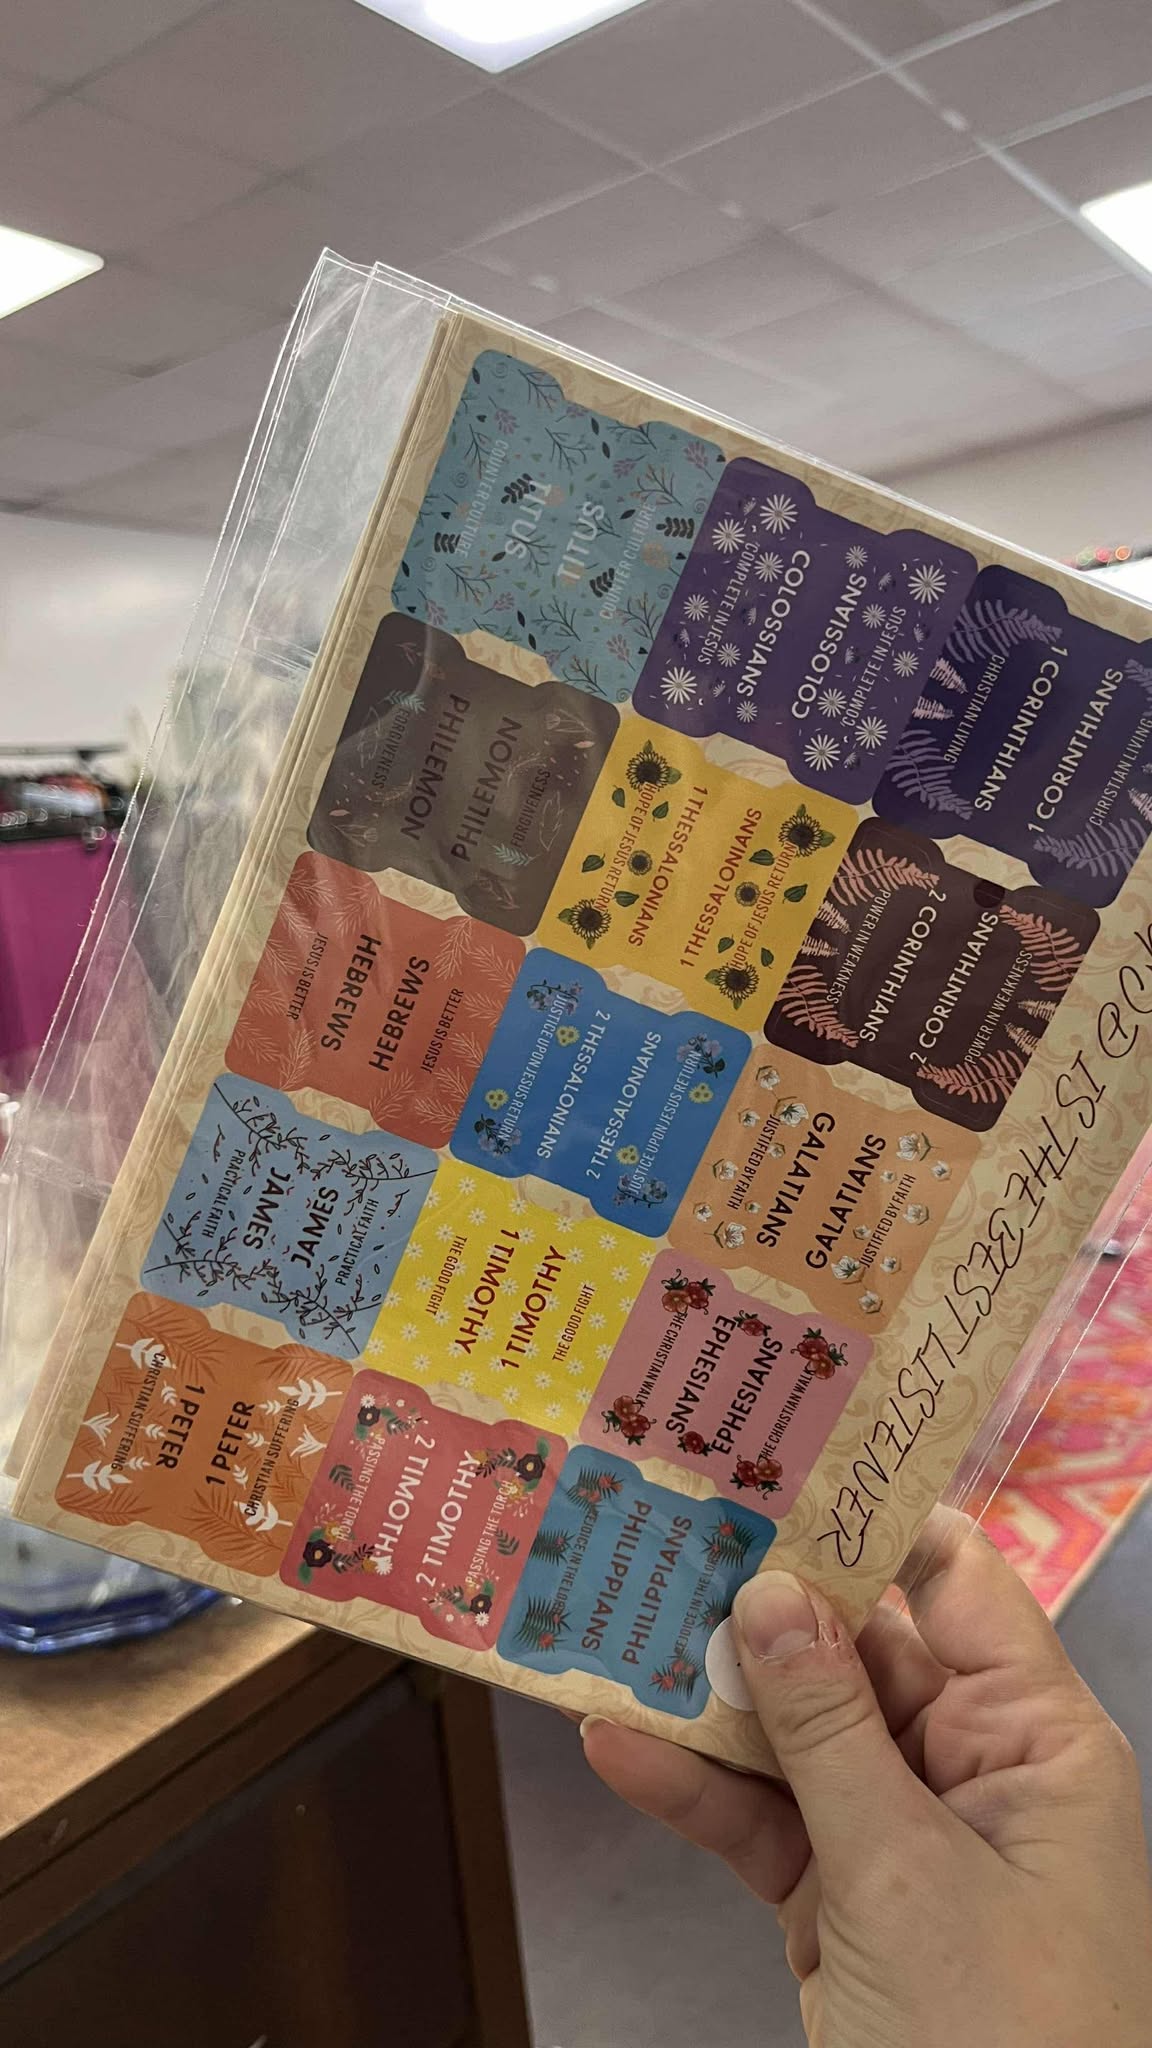 CHRISTIAN SUFFERING
1 PETER
1 PETER
CHRISTIAN SUFFERING
PRACTICAL FAITH
JAMES
JAMES
PRACTICAL FAITH
JESUS IS BETTER
HEBREWS
HEBREWS
JESUS IS BETTER
FORGIVENESS
PHILEMON
PHILEMON
FORGIVENESS
COUNTER CULTURE
TITUS
TITUS
COUNTER CULTURE
PASSING THE TORCH
2 TIMOTHY
2 TIMOTHY
PASSING THE TORCH
THE GOOD FIGHT
1 TIMOTHY
1 TIMOTHY
THE GOOD FIGHT
JUSTICE UPON JESUS RETURN
2 THESSALONIANS
2 THESSALONIANS
JUSTICE UPON JESUS RETURN
HOPE OF JESUS RETURN
1 THESSALONIANS
1 THESSALONIANS
HOPE OF JESUS RETURN
COMPLETE IN JESUS
COLOSSIANS
COLOSSIANS
COMPLETE IN JESUS
REJOICE IN THE LORD
PHILIPPIANS
PHILIPPIANS
REJOICE IN THE LORD
THE CHRISTIAN WALK
EPHESIANS
EPHESIANS
THE CHRISTIAN WALK
JUSTIFIED BY FAITH
GALATIANS
GALATIANS
JUSTIFIED BY FAITH
POWER IN WEAKNESS
2 CORINTHIANS
2 CORINTHIANS
POWER IN WEAKNESS
CHRISTIAN LIVING
1 CORINTHIANS
1 CORINTHIANS
CHRISTIAN LIVING
IS THE BEST LISTENER